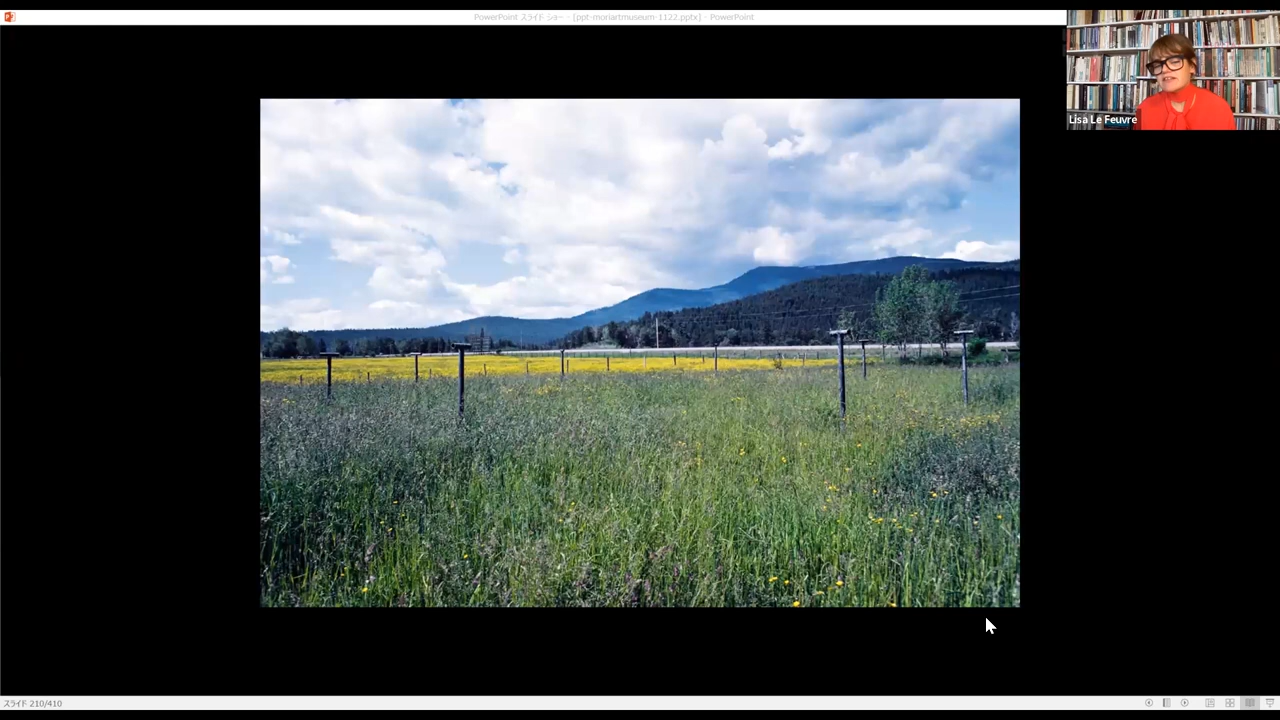 PowerPoint スライド ショー - [ppt-moriartmuseum-1122.pptx] - PowerPoint
Lisa Le Feuvre
スライド 210/410